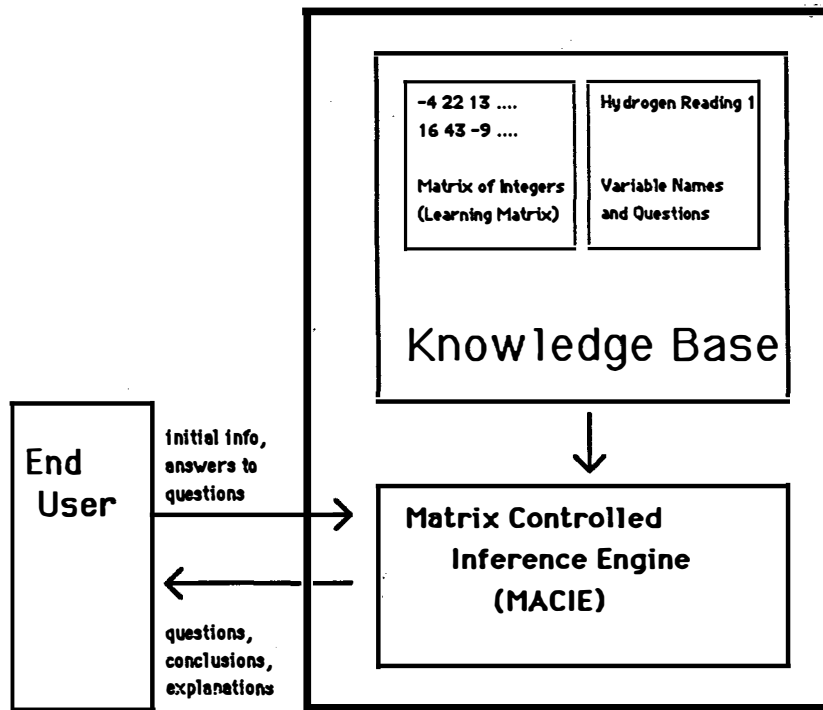 -4 22 13 ....
16 43 -9 ....
Matrix of Integers
(Learning Matrix)
Hydrogen Reading 1
Variable Names
and Questions
Knowledge Base
End
User
initial info,
answers to
questions
questions,
conclusions,
explanations
Matrix Controlled
Inference Engine
(MACIE)